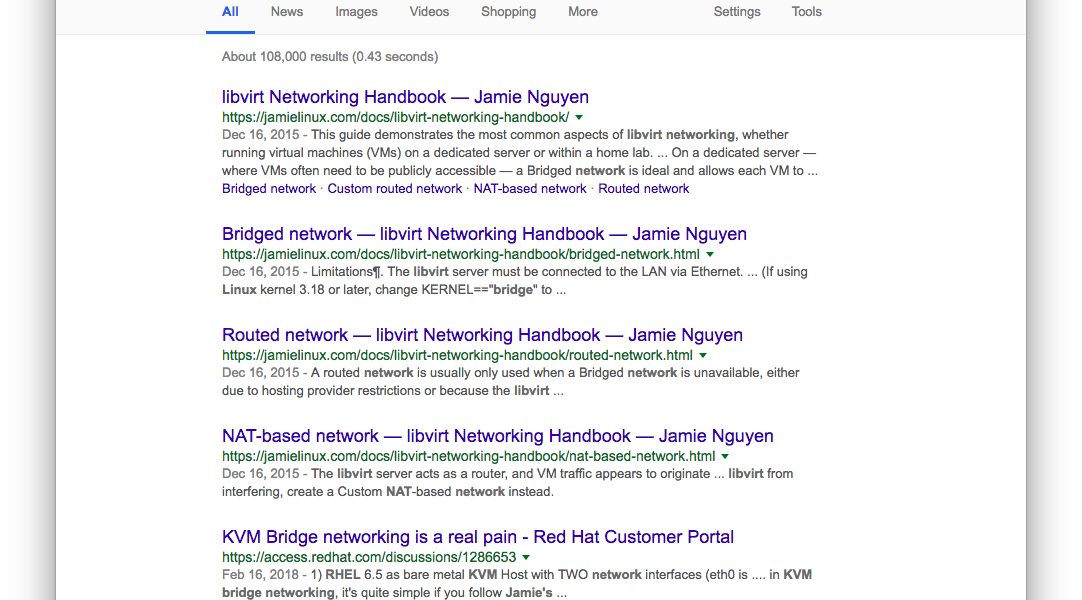 All News Images Videos Shopping More Settings Tools
About 108,000 results (0.43 seconds)
libvirt Networking Handbook — Jamie Nguyen
https://jamielinux.com/docs/libvirt-networking-handbook/
Dec 16, 2015 - This guide demonstrates the most common aspects of libvirt networking, whether
running virtual machines (VMs) on a dedicated server or within a home lab. ... On a dedicated server —
where VMs often need to be publicly accessible — a Bridged network is ideal and allows each VM to ...
Bridged network · Custom routed network · NAT-based network · Routed network
Bridged network — libvirt Networking Handbook — Jamie Nguyen
https://jamielinux.com/docs/libvirt-networking-handbook/bridged-network.html
Dec 16, 2015 - Limitations¶. The libvirt server must be connected to the LAN via Ethernet. ... (If using
Linux kernel 3.18 or later, change KERNEL=="bridge" to ...
Routed network — libvirt Networking Handbook — Jamie Nguyen
https://jamielinux.com/docs/libvirt-networking-handbook/routed-network.html
Dec 16, 2015 - A routed network is usually only used when a Bridged network is unavailable, either
due to hosting provider restrictions or because the libvirt ...
NAT-based network — libvirt Networking Handbook — Jamie Nguyen
https://jamielinux.com/docs/libvirt-networking-handbook/nat-based-network.html
Dec 16, 2015 - The libvirt server acts as a router, and VM traffic appears to originate ... libvirt from
interfering, create a Custom NAT-based network instead.
KVM Bridge networking is a real pain - Red Hat Customer Portal
https://access.redhat.com/discussions/1286653
Feb 16, 2018 - 1) RHEL 6.5 as bare metal KVM Host with TWO network interfaces (eth0 is .... in KVM
bridge networking, it's quite simple if you follow Jamie's ...